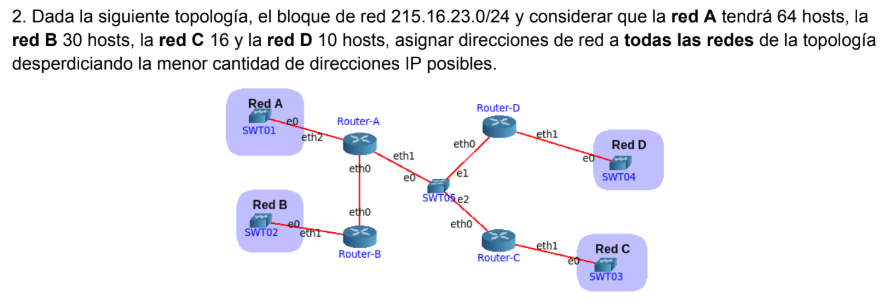 2. Dada la siguiente topología, el bloque de red 215.16.23.0/24 y considerar que la red A tendrá 64 hosts, la
red B 30 hosts, la red C 16 y la red D 10 hosts, asignar direcciones de red a todas las redes de la topología
desperdiciando la menor cantidad de direcciones IP posibles.
Red A
e0
SWT01
eth2
Router-A
eth1
eth0
e0
Router-D
eth0
eth1
e1
e0
Red D
SWT04
SWT05
e2
Red B
e0
SWT02
eth1
eth0
Router-B
eth0
Router-C
eth1
e0
Red C
SWT03